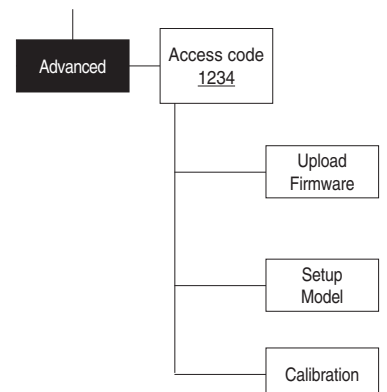 Advanced
Access code
1234
Upload
Firmware
Setup
Model
Calibration